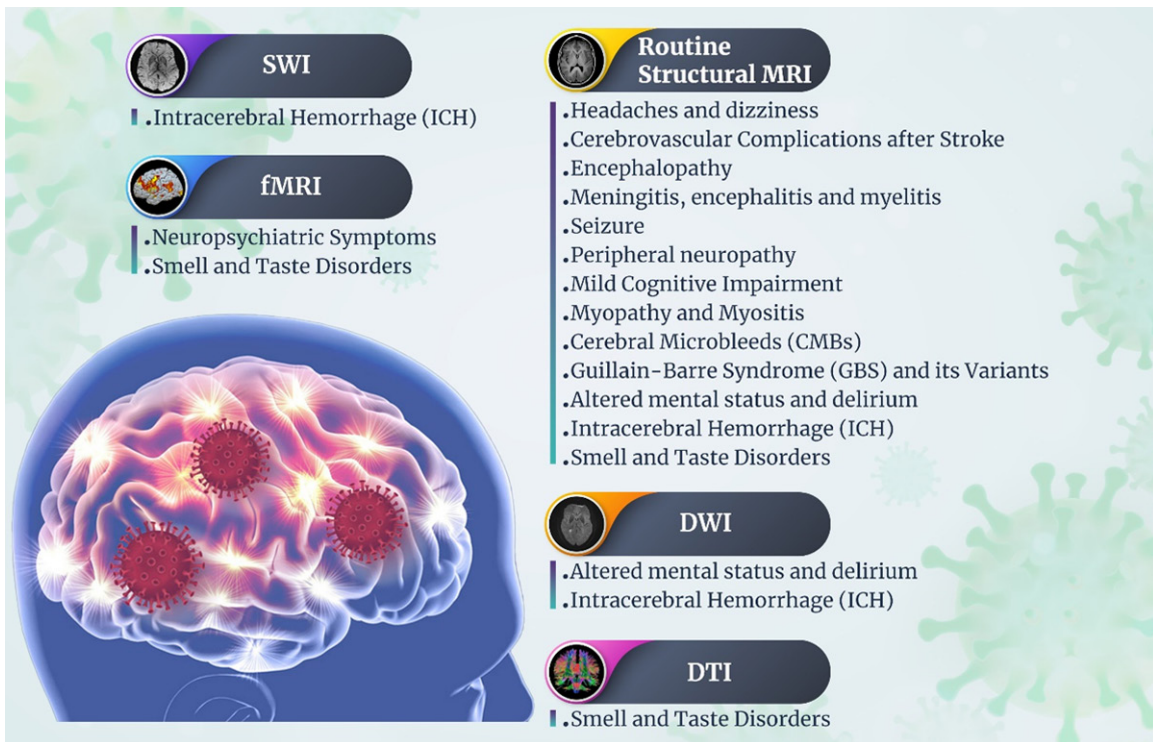 SWI
.Intracerebral Hemorrhage (ICH)
fMRI
.Neuropsychiatric Symptoms
.Smell and Taste Disorders
Routine
Structural MRI
.Headaches and dizziness
.Cerebrovascular Complications after Stroke
.Encephalopathy
.Meningitis, encephalitis and myelitis
.Seizure
.Peripheral neuropathy
.Mild Cognitive Impairment
.Myopathy and Myositis
.Cerebral Microbleeds (CMBs)
.Guillain-Barre Syndrome (GBS) and its Variants
.Altered mental status and delirium
.Intracerebral Hemorrhage (ICH)
.Smell and Taste Disorders
DWI
.Altered mental status and delirium
.Intracerebral Hemorrhage (ICH)
DTI
.Smell and Taste Disorders